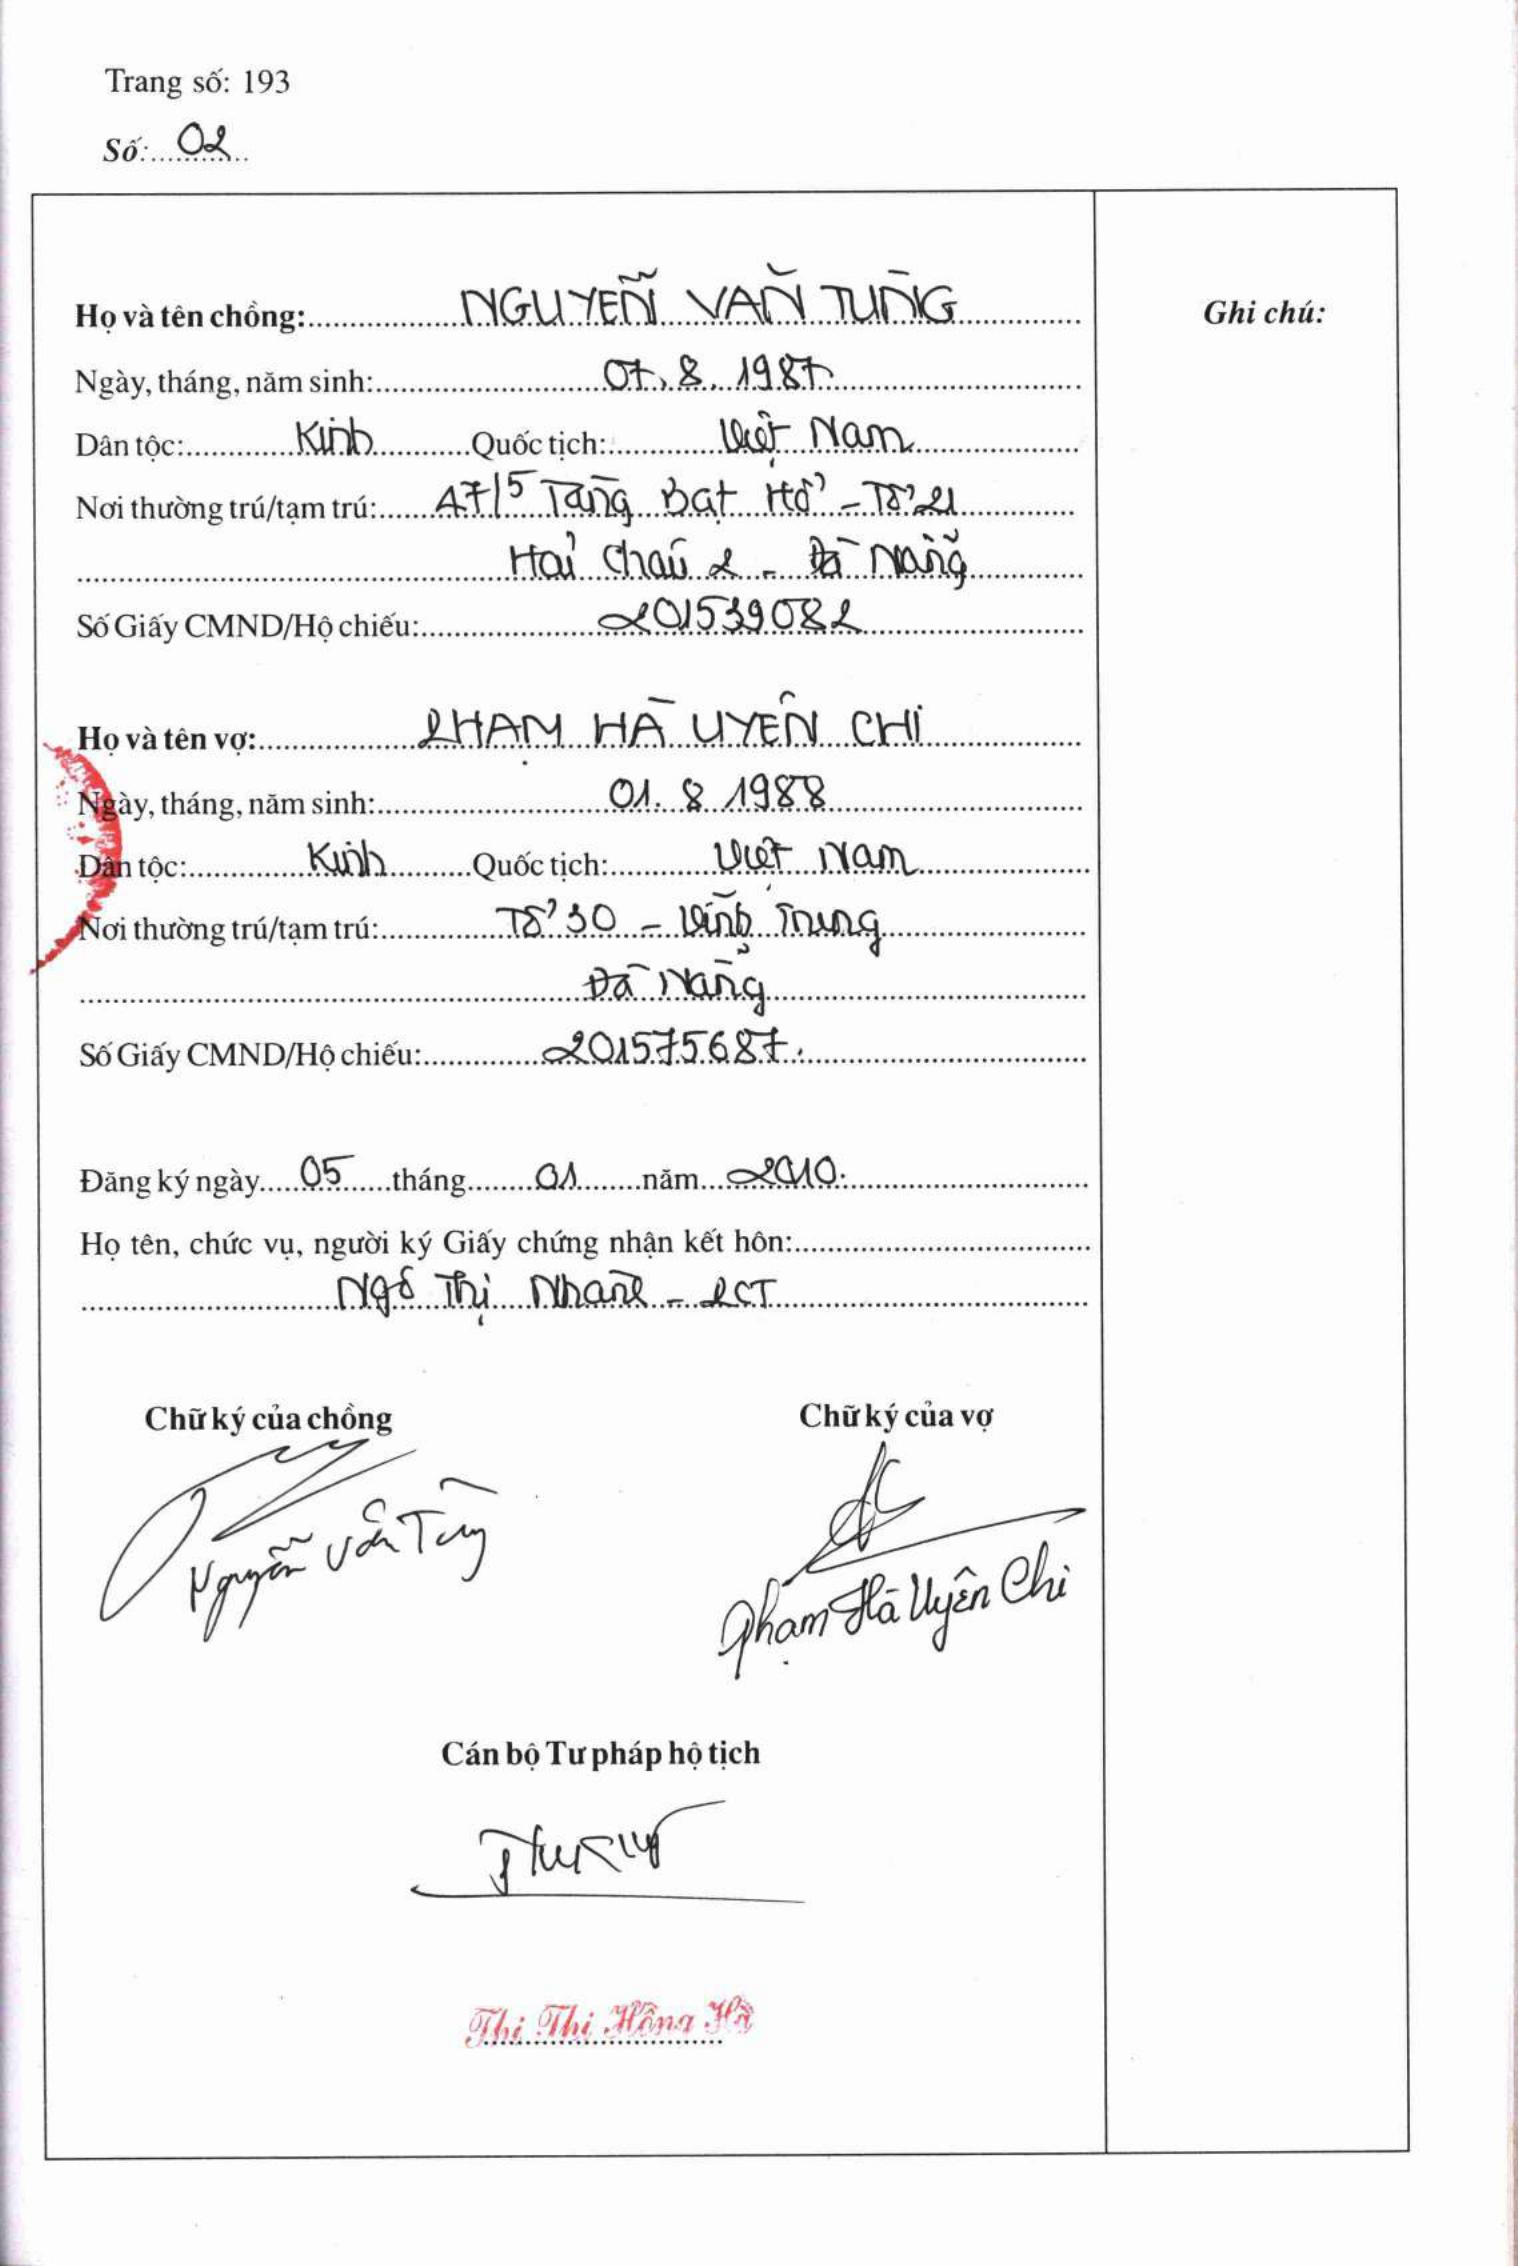 Trang số: 193
Số: 02
Họ và tên chồng: NGUYỄN VĂN TÙNG
Ghi chú:
Ngày, tháng, năm sinh: 07. 8. 1987
Dân tộc: Kinh Quốc tịch: Việt Nam
Nơi thường trú/tạm trú: A7/5 Tăng Bạt Hổ - Tổ 21
Hải Châu 2 - Đà Nẵng
Số Giấy CMND/Hộ chiếu: 201539082
Họ và tên vợ: PHẠM HÀ UYÊN CHI
Ngày, tháng, năm sinh: 01. 8 1988
Dân tộc: Kinh Quốc tịch: Việt Nam
Nơi thường trú/tạm trú: Tổ 30 - Vĩnh Trung
Đà Nẵng
Số Giấy CMND/Hộ chiếu: 201575687.
Đăng ký ngày 05 tháng 01 năm 2010.
Họ tên, chức vụ, người ký Giấy chứng nhận kết hôn:
Ngô Thị Nhàn - PCT
Chữ ký của chồng Chữ ký của vợ
Nguyễn Văn Tùng
Phạm Hà Uyên Chi
Cán bộ Tư pháp hộ tịch
Thi Thị Hồng Hà